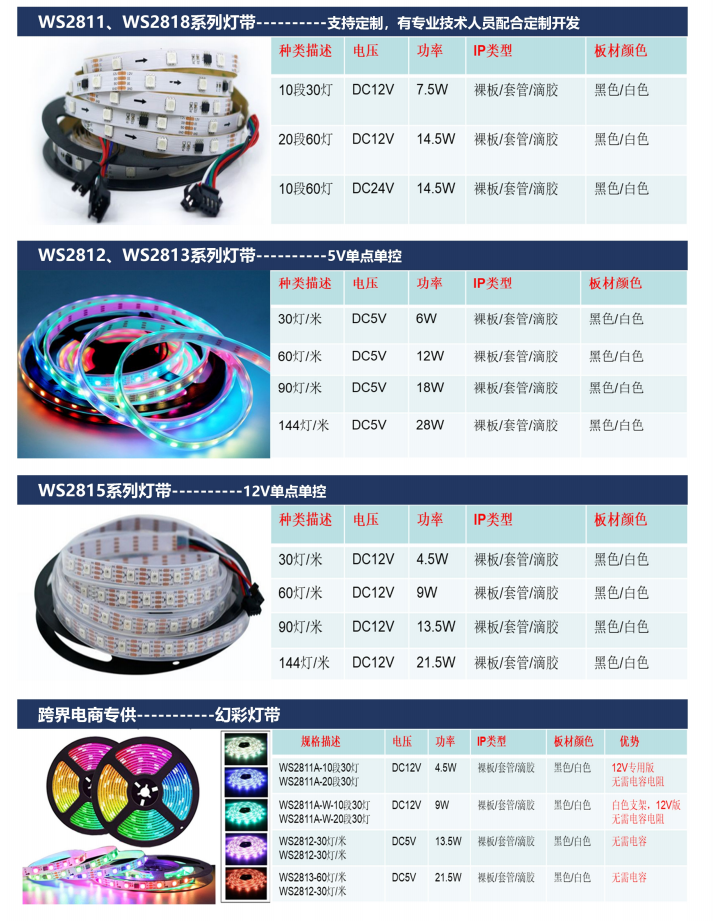 WS2811、WS2818系列灯带----------支持定制，有专业技术人员配合定制开发
种类描述 电压 功率 IP类型 板材颜色
10段30灯 DC12V 7.5W 裸板/套管/滴胶 黑色/白色
20段60灯 DC12V 14.5W 裸板/套管/滴胶 黑色/白色
10段60灯 DC24V 14.5W 裸板/套管/滴胶 黑色/白色
WS2812、WS2813系列灯带----------5V单点单控
种类描述 电压 功率 IP类型 板材颜色
30灯/米 DC5V 6W 裸板/套管/滴胶 黑色/白色
60灯/米 DC5V 12W 裸板/套管/滴胶 黑色/白色
90灯/米 DC5V 18W 裸板/套管/滴胶 黑色/白色
144灯/米 DC5V 28W 裸板/套管/滴胶 黑色/白色
WS2815系列灯带----------12V单点单控
种类描述 电压 功率 IP类型 板材颜色
30灯/米 DC12V 4.5W 裸板/套管/滴胶 黑色/白色
60灯/米 DC12V 9W 裸板/套管/滴胶 黑色/白色
90灯/米 DC12V 13.5W 裸板/套管/滴胶 黑色/白色
144灯/米 DC12V 21.5W 裸板/套管/滴胶 黑色/白色
跨界电商专供-----------幻彩灯带
规格描述 电压 功率 IP类型 板材颜色 优势
WS2811A-10段30灯 DC12V 4.5W 裸板/套管/滴胶 黑色/白色 12V专用版
WS2811A-20段30灯 无需电容电阻
WS2811A-W-10段30灯 DC12V 9W 裸板/套管/滴胶 黑色/白色 白色支架，12V版
WS2811A-W-20段30灯 无需电容电阻
WS2812-30灯/米 DC5V 13.5W 裸板/套管/滴胶 黑色/白色 无需电容
WS2812-30灯/米
WS2813-60灯/米 DC5V 21.5W 裸板/套管/滴胶 黑色/白色 无需电容
WS2812-30灯/米